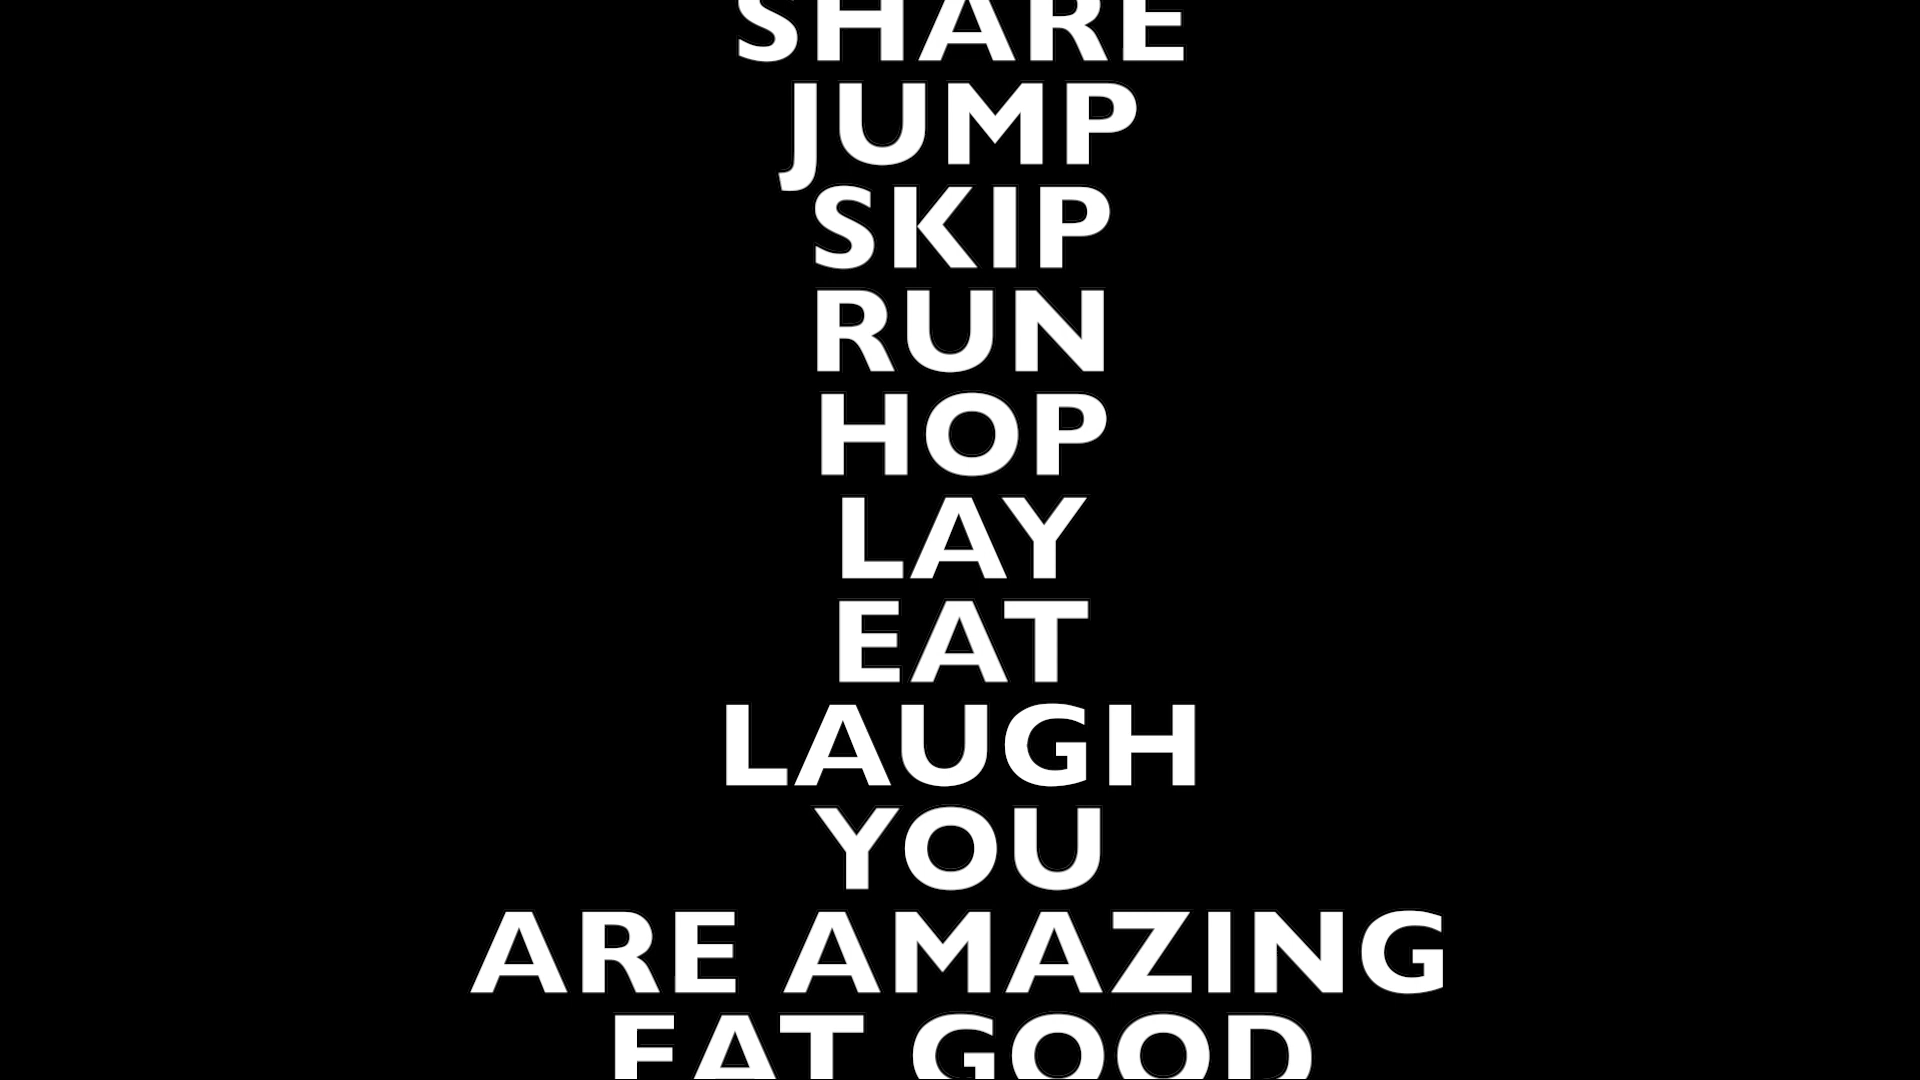 SHARE
JUMP
SKIP
RUN
HOP
LAY
EAT
LAUGH
YOU
ARE AMAZING
EAT GOOD